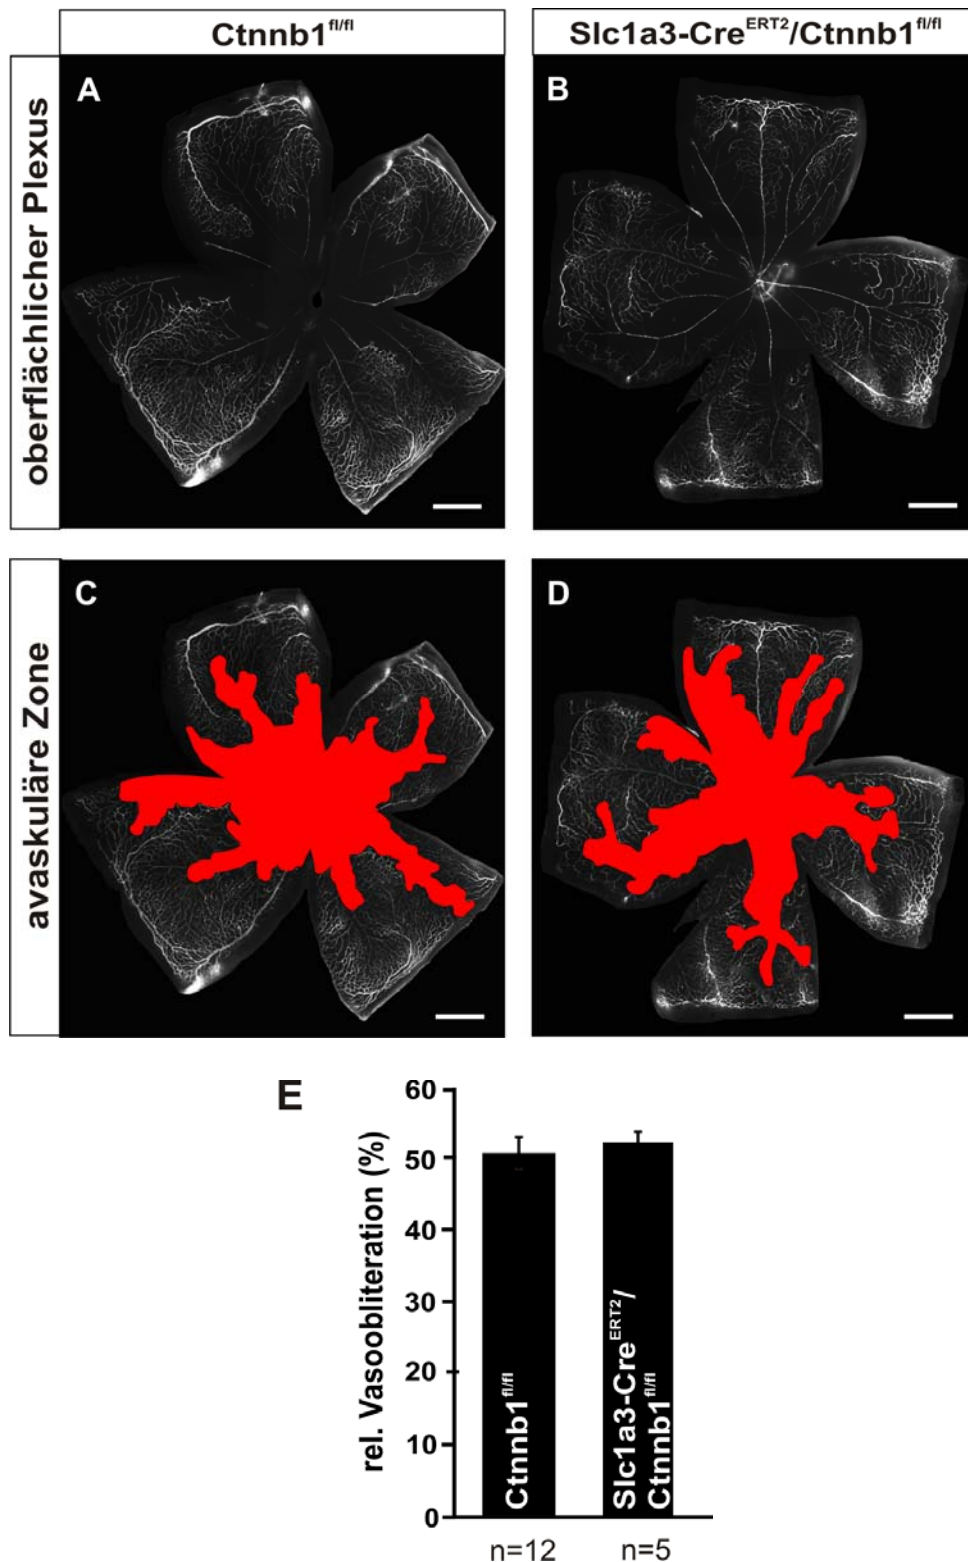 Ctnnb1fl/fl
Slc1a3-CreERT2/Ctnnb1fl/fl
oberflächlicher Plexus
A
B
avaskuläre Zone
C
D
E
rel. Vasoobliteration (%)
60
50
40
30
20
10
0
Ctnnb1fl/fl
Slc1a3-CreERT2/
Ctnnb1fl/fl
n=12
n=5